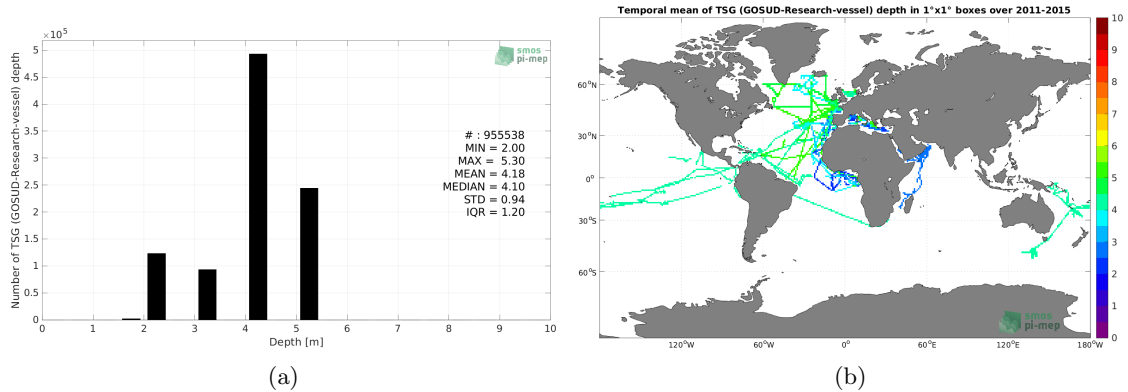 ×10⁵
5
4.5
4
3.5
3
2.5
2
1.5
1
0.5
0
Number of TSG (GOSUD-Research-vessel) depth
smos
pi-mep
# : 955538
MIN = 2.00
MAX = 5.30
MEAN = 4.18
MEDIAN = 4.10
STD = 0.94
IQR = 1.20
0 1 2 3 4 5 6 7 8 9 10
Depth [m]
(a)
Temporal mean of TSG (GOSUD-Research-vessel) depth in 1°x1° boxes over 2011-2015
60°N
30°N
0°
30°S
60°S
120°W 60°W 0° 60°E 120°E 180°W
smos
pi-mep
10
9
8
7
6
5
4
3
2
1
0
(b)